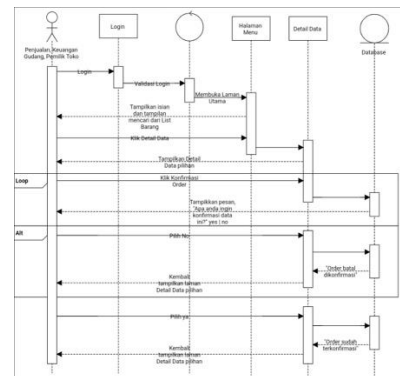 Login
Halaman
Menu
Detail Data
Penjualan, Keuangan
Gudang, Pemilik Toko
Database
Login
Validasi Login
Membuka Laman
Utama
Tampilkan isian
dan tampilan
mencari dari List
Barang
Klik Detail Data
Tampilkan Detail
Data pilihan
Loop
Klik Konfirmasi
Order
Tampilkan pesan,
"Apa anda ingin
konfirmasi data
ini?" yes | no
Alt
Pilih No
"Order batal
dikonfirmasi"
Kembali
tampilkan laman
Detail Data pilihan
Pilih ya
"Order sudah
terkonfirmasi"
Kembali
tampilkan laman
Detail Data pilihan